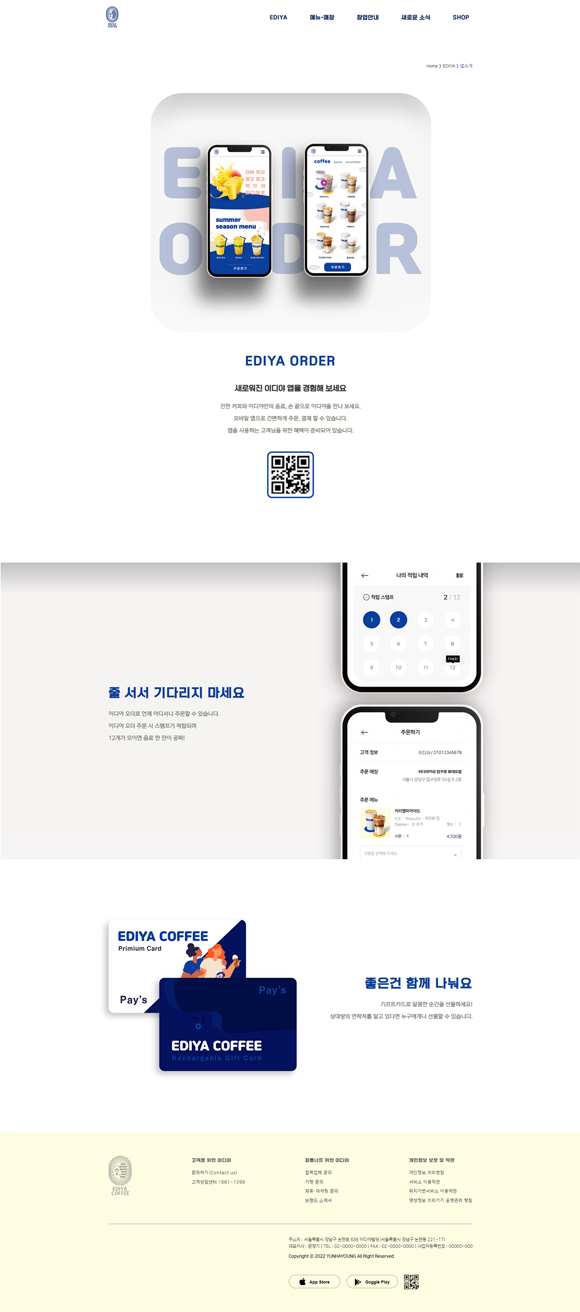 EDIYA COFFEE
EDIYA
메뉴·매장
창업안내
새로운 소식
SHOP
Home > EDIYA > 앱소개
EDIYA
ORDER
summer
season menu
주문하기
coffee
주문하기
EDIYA ORDER
새로워진 이디야 앱을 경험해 보세요
진한 커피와 이디야만의 음료, 손 끝으로 이디야를 만나 보세요.
모바일 앱으로 간편하게 주문, 결제 할 수 있습니다.
앱을 사용하는 고객님을 위한 혜택이 준비되어 있습니다.
나의 적립 내역
적립 스탬프
2 / 12
1 2 3 4
5 6 7 8
9 10 11 12
줄 서서 기다리지 마세요
이디야 오더로 언제 어디서나 주문할 수 있습니다.
이디야 오더 주문 시 스탬프가 적립되며
12개가 모이면 음료 한 잔이 공짜!
주문하기
고객 정보
이디야 / 01012345678
주문 매장
주문 메뉴
카라멜마끼아또
수량 : 1
4,500원
EDIYA COFFEE
Primium Card
Pay's
Pay's
EDIYA COFFEE
Rechargable Gift Card
좋은건 함께 나눠요
기프트카드로 달콤한 순간을 선물하세요!
상대방의 연락처를 알고 있다면 누구에게나 선물할 수 있습니다.
EDIYA
COFFEE
고객을 위한 이디야
문의하기(Contact us)
고객상담센터 1661-1399
파트너를 위한 이디야
협력업체 문의
가맹 문의
제휴·마케팅 문의
브랜드 소개서
개인정보 보호 및 약관
개인정보 처리방침
서비스 이용약관
위치기반서비스 이용약관
영상정보 처리기기 운영관리 방침
주소지 : 서울특별시 강남구 논현로 636 이디야빌딩(서울특별시 강남구 논현동 221-17)
대표이사 : 문창기 | TEL : 02-0000-0000 | FAX : 02-0000-0000 | 사업자등록번호 : 00000-000
Copyright © 2022 YUNHAYOUNG All Right Reserved
App Store
Goggle Play